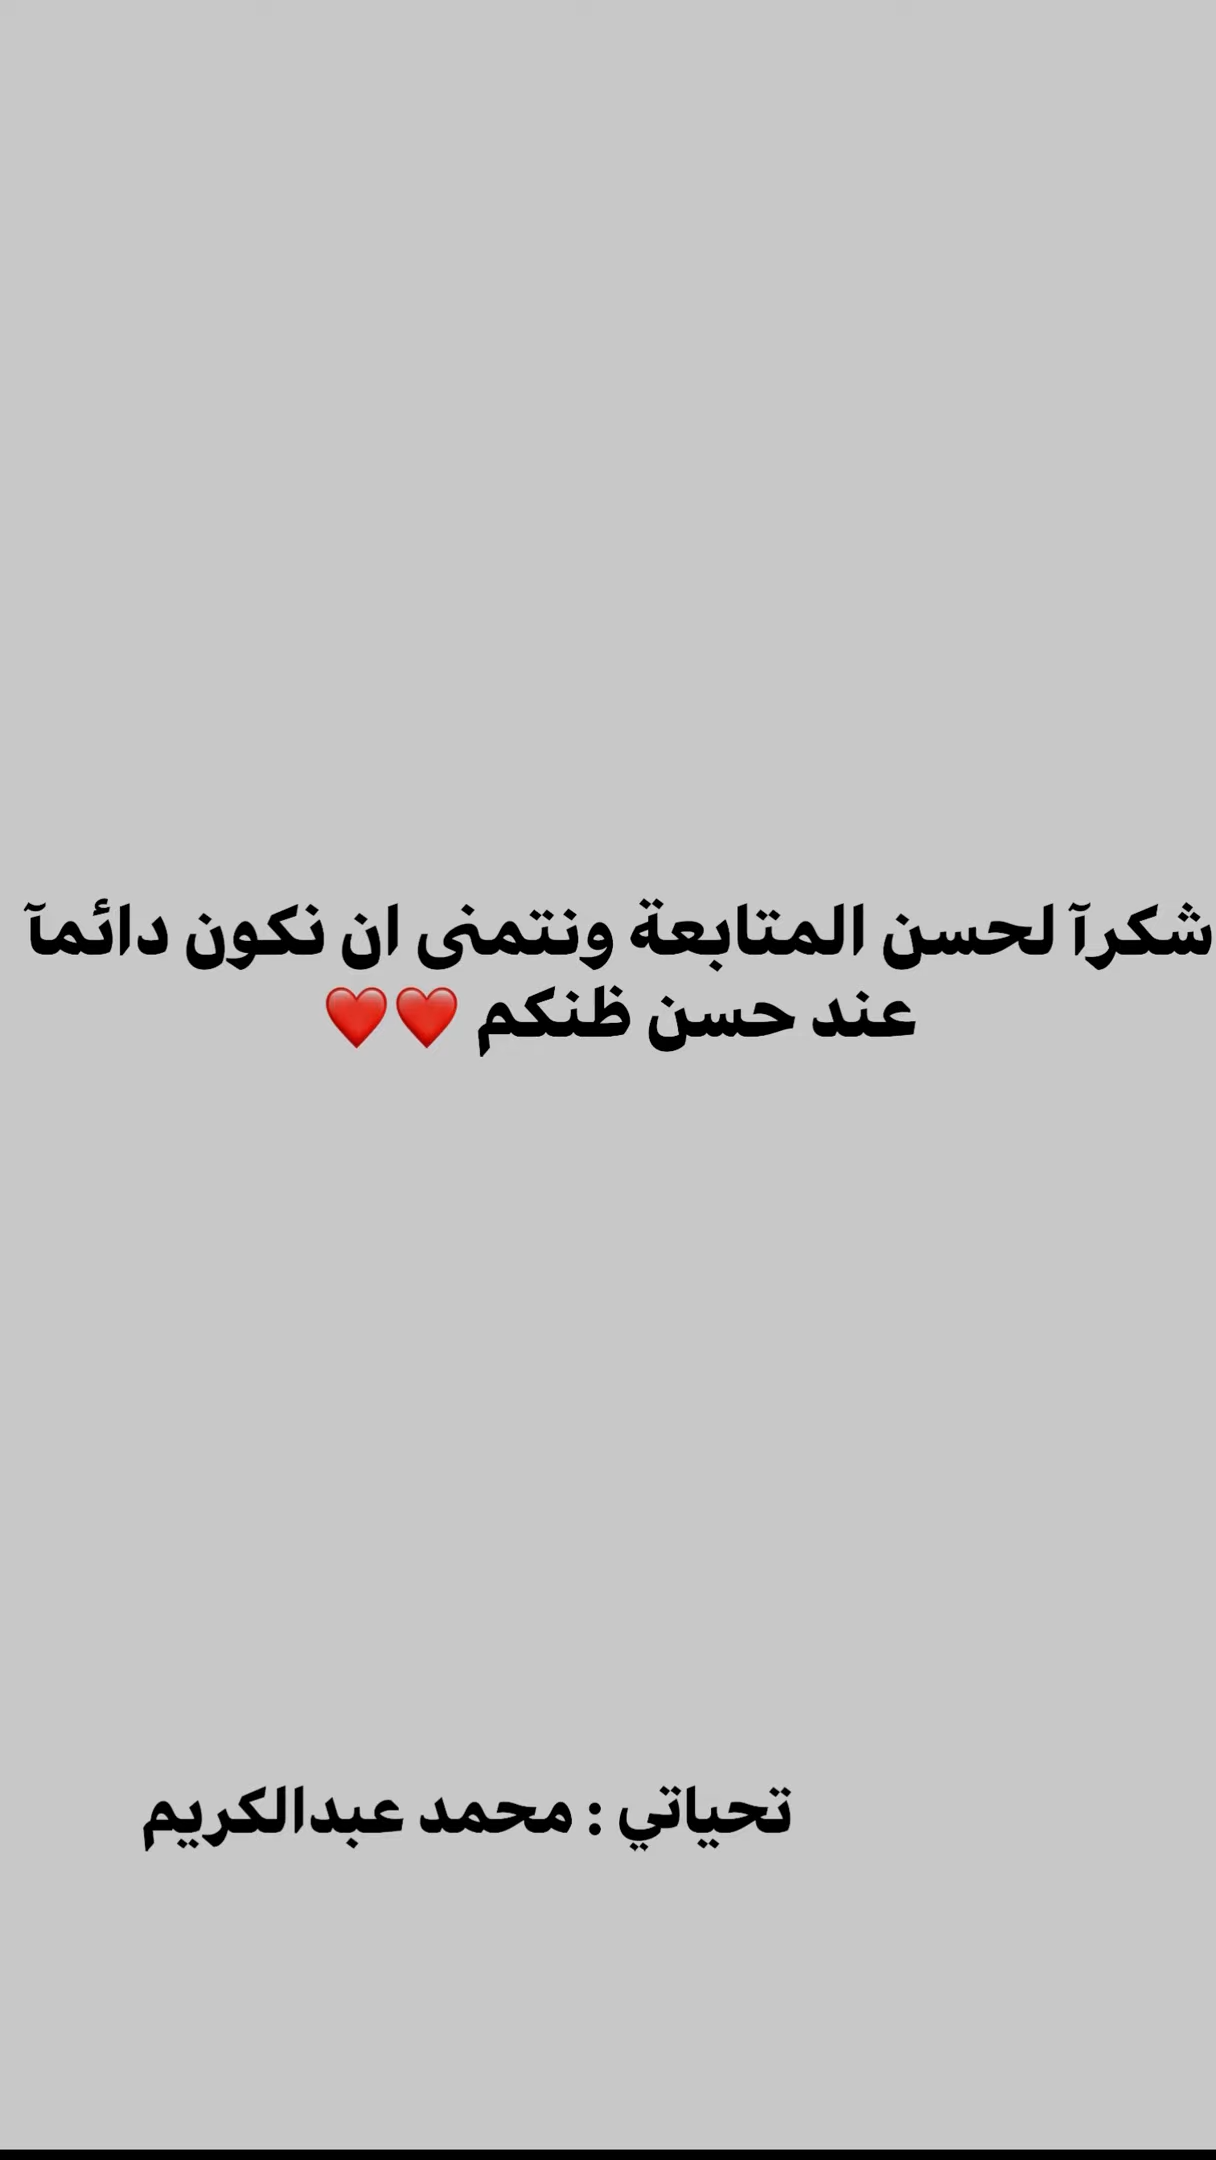 شكرآ لحسن المتابعة ونتمنى ان نكون دائمآ
عند حسن ظنكم ❤️❤️
تحياتي : محمد عبدالكريم